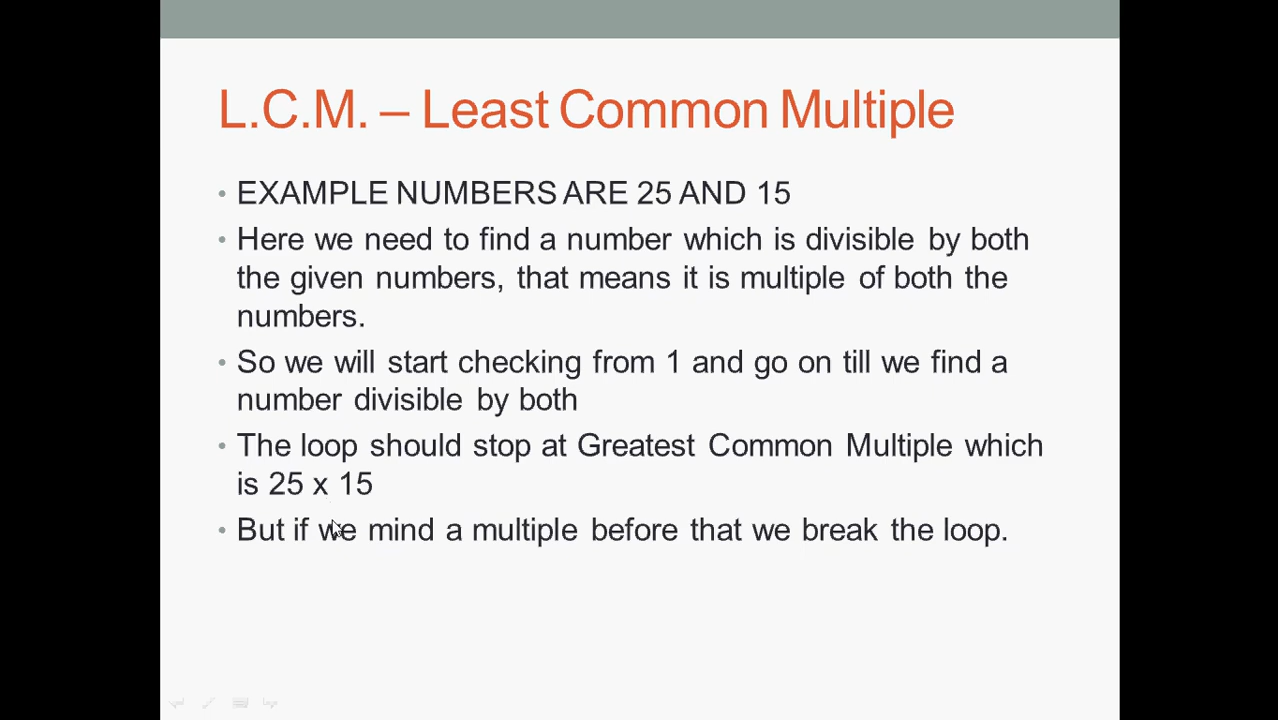 L.C.M. – Least Common Multiple
• EXAMPLE NUMBERS ARE 25 AND 15
• Here we need to find a number which is divisible by both
the given numbers, that means it is multiple of both the
numbers.
• So we will start checking from 1 and go on till we find a
number divisible by both
• The loop should stop at Greatest Common Multiple which
is 25 x 15
• But if we mind a multiple before that we break the loop.